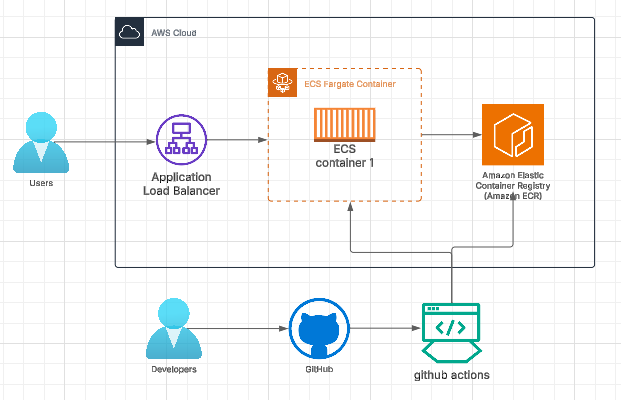 AWS Cloud
ECS Fargate Container
ECS
container 1
Application
Load Balancer
Users
Amazon Elastic
Container Registry
(Amazon ECR)
Developers
GitHub
github actions